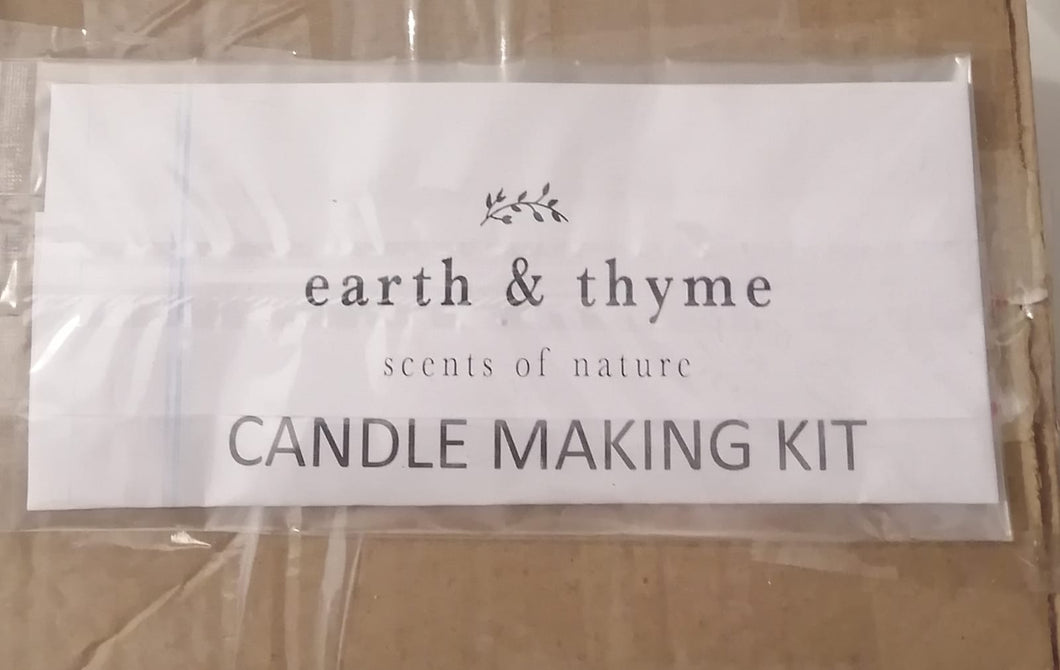 earth & thyme
scents of nature
CANDLE MAKING KIT